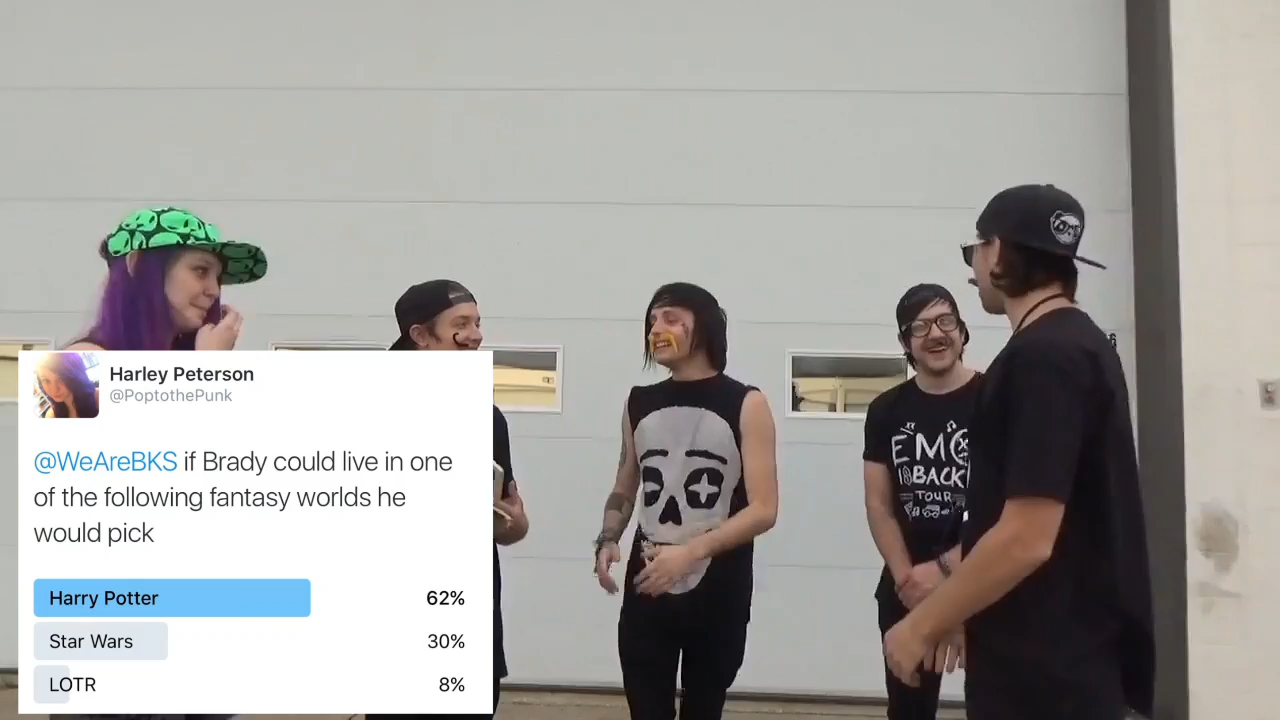 Harley Peterson
@PoptothePunk
@WeAreBKS if Brady could live in one
of the following fantasy worlds he
would pick
Harry Potter 62%
Star Wars 30%
LOTR 8%
EMO
IS BACK
TOUR